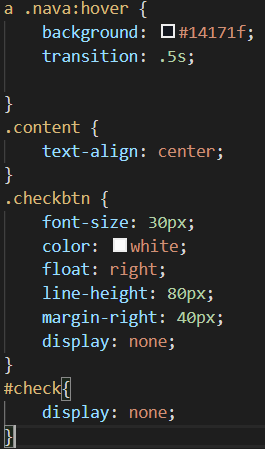 a .nava:hover {
background: #14171f;
transition: .5s;
}
.content {
text-align: center;
}
.checkbtn {
font-size: 30px;
color: white;
float: right;
line-height: 80px;
margin-right: 40px;
display: none;
}
#check{
display: none;
}